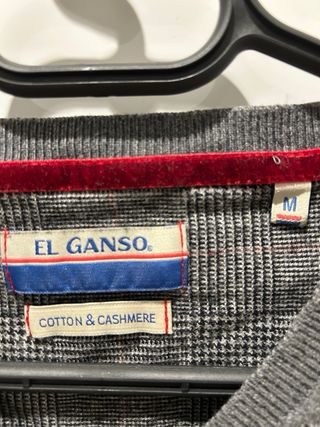 M
EL GANSO®
COTTON & CASHMERE